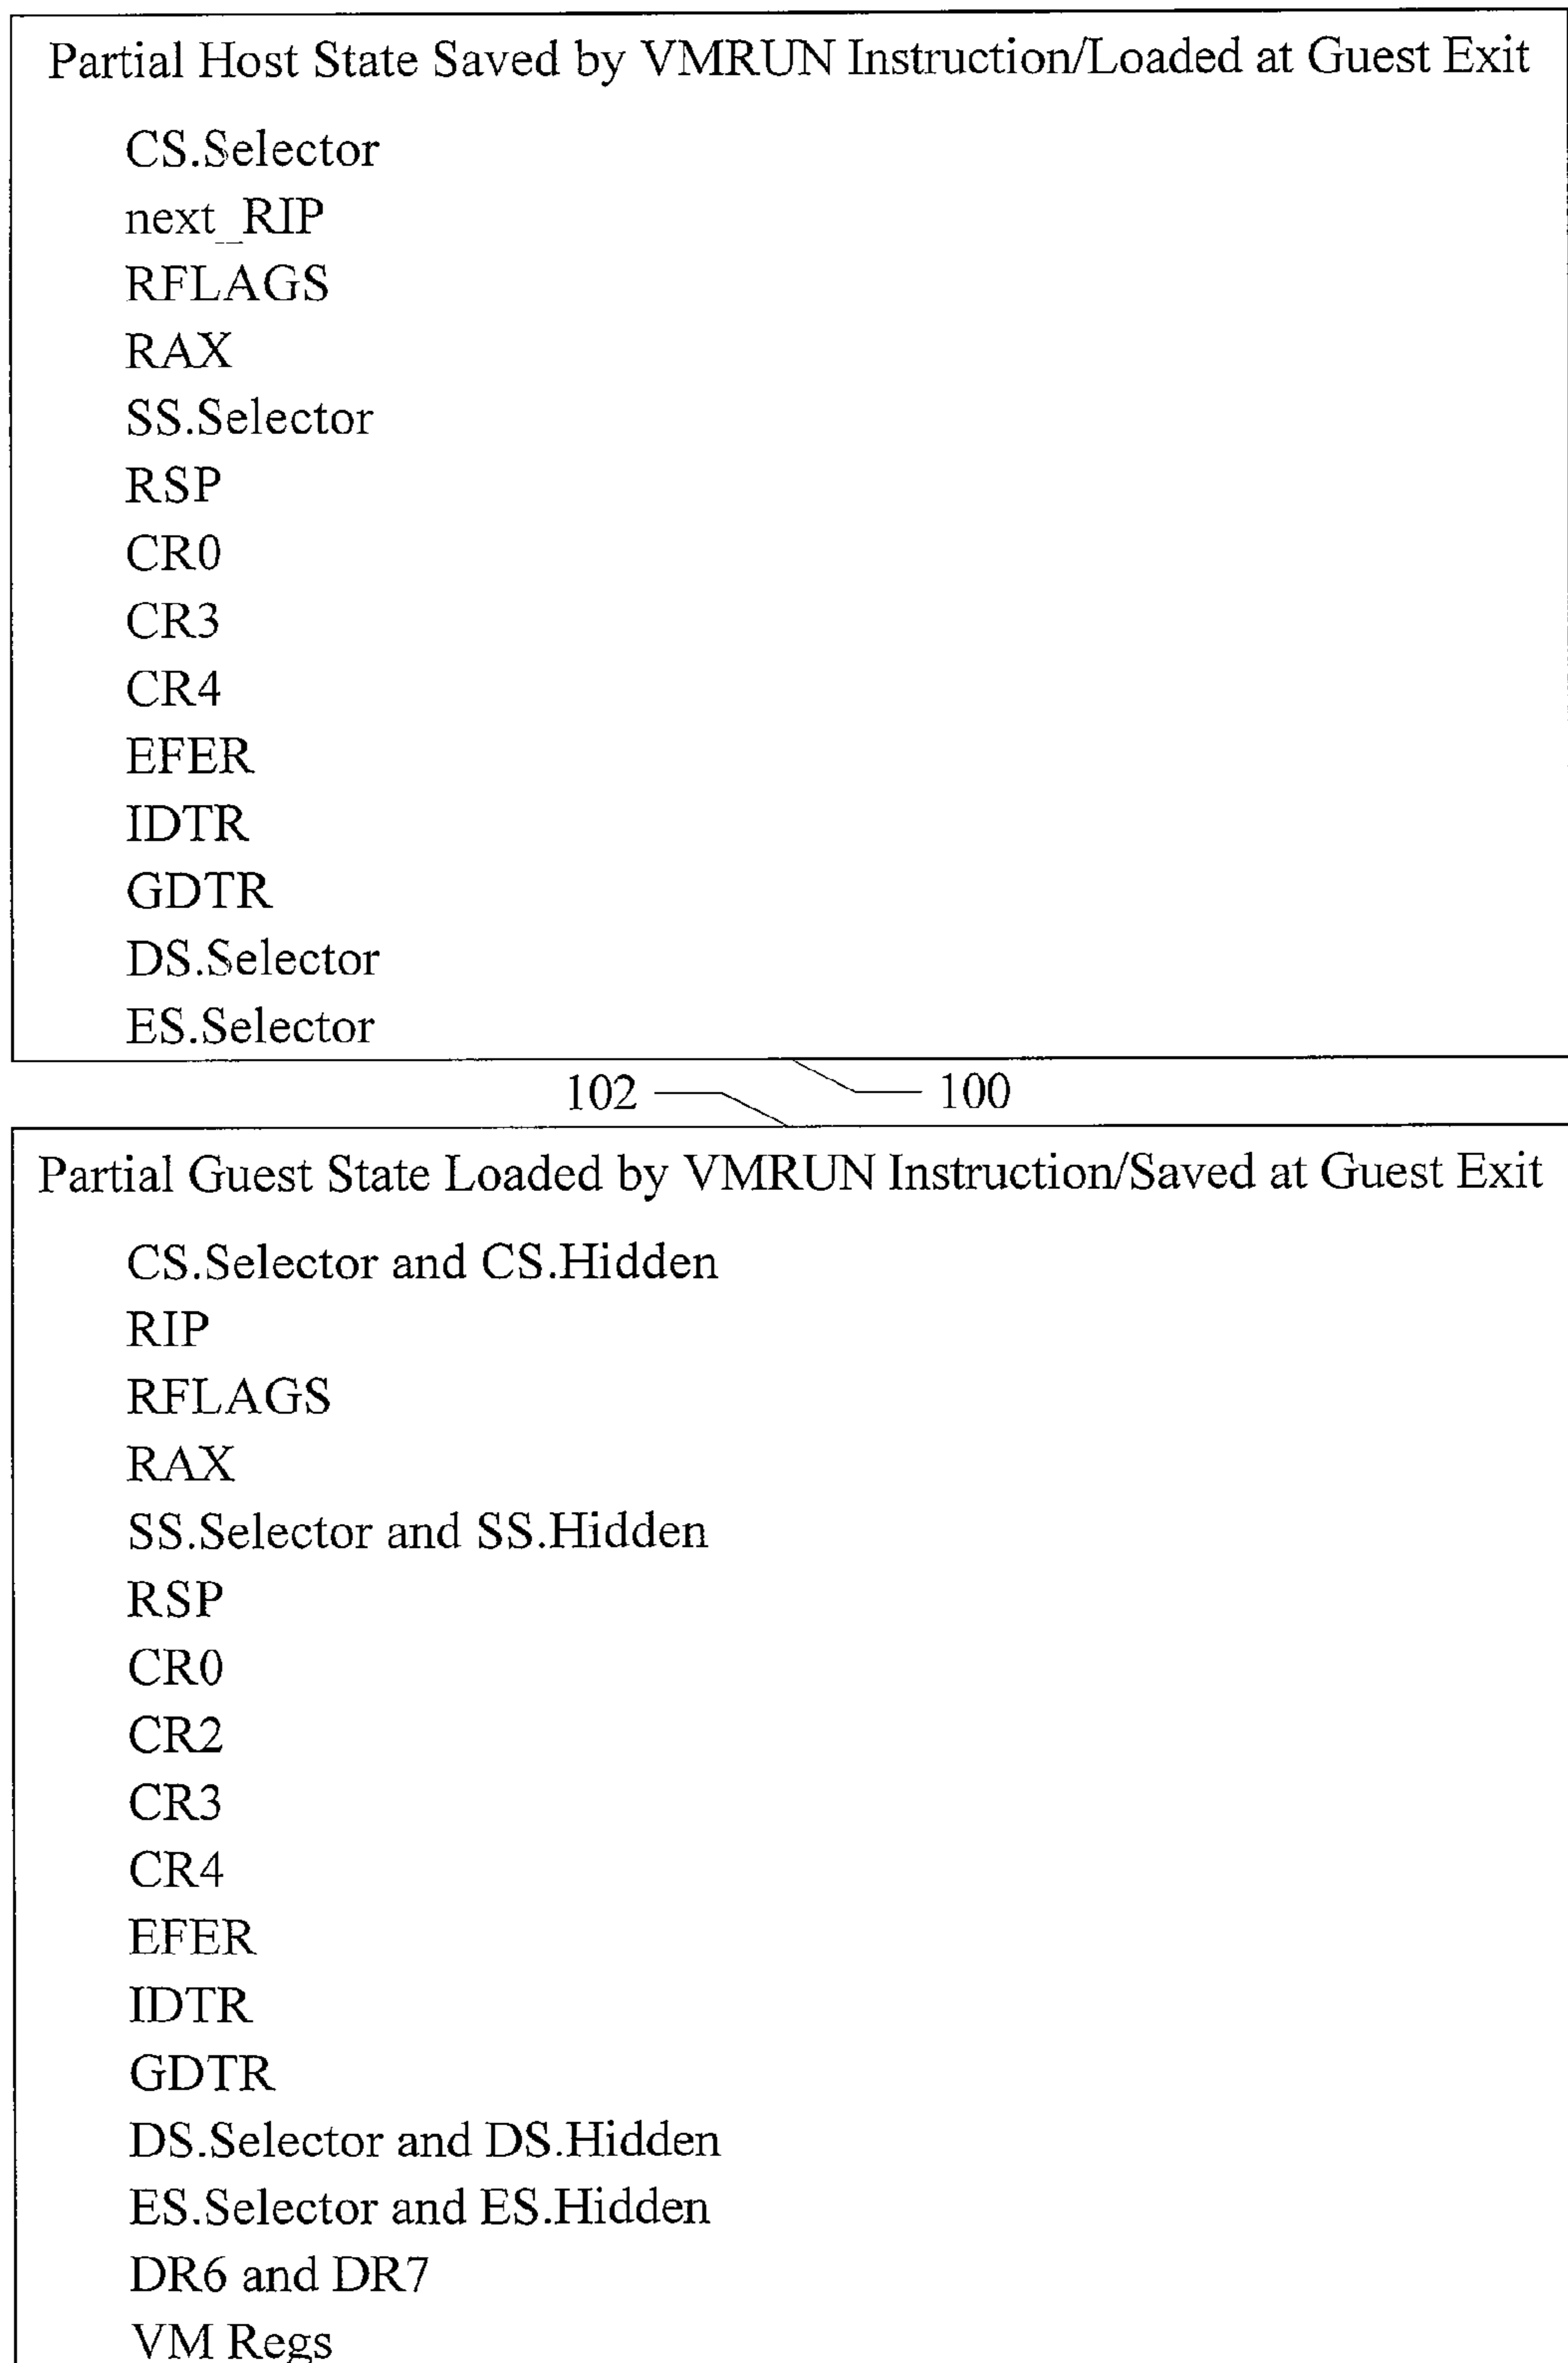 Partial Host State Saved by VMRUN Instruction/Loaded at Guest Exit
CS.Selector
next_RIP
RFLAGS
RAX
SS.Selector
RSP
CR0
CR3
CR4
EFER
IDTR
GDTR
DS.Selector
ES.Selector
102 100
Partial Guest State Loaded by VMRUN Instruction/Saved at Guest Exit
CS.Selector and CS.Hidden
RIP
RFLAGS
RAX
SS.Selector and SS.Hidden
RSP
CR0
CR2
CR3
CR4
EFER
IDTR
GDTR
DS.Selector and DS.Hidden
ES.Selector and ES.Hidden
DR6 and DR7
VM Regs